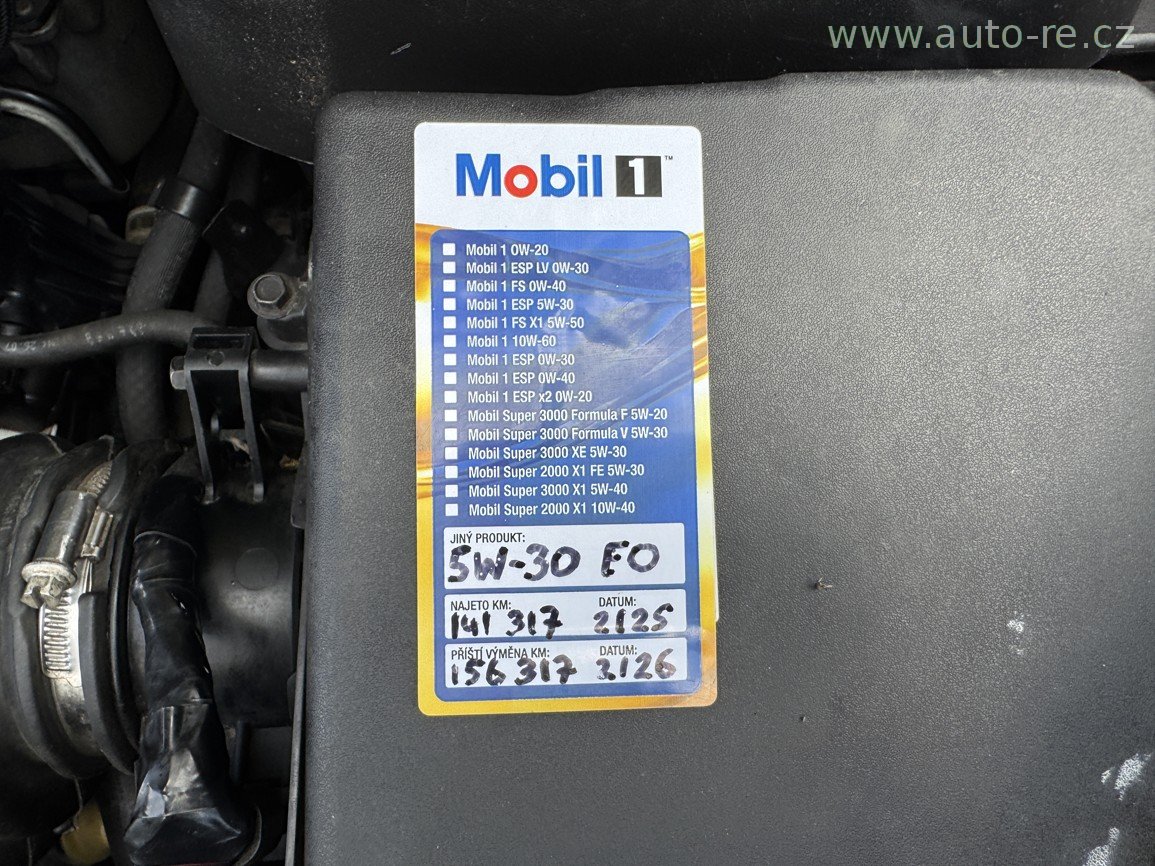 www.auto-re.cz
Mobil 1™
Mobil 1 0W-20
Mobil 1 ESP LV 0W-30
Mobil 1 FS 0W-40
Mobil 1 ESP 5W-30
Mobil 1 FS X1 5W-50
Mobil 1 10W-60
Mobil 1 ESP 0W-30
Mobil 1 ESP 0W-40
Mobil 1 ESP x2 0W-20
Mobil Super 3000 Formula F 5W-20
Mobil Super 3000 Formula V 5W-30
Mobil Super 3000 XE 5W-30
Mobil Super 2000 X1 FE 5W-30
Mobil Super 3000 X1 5W-40
Mobil Super 2000 X1 10W-40
JINÝ PRODUKT:
5W-30 FO
NAJETO KM: DATUM:
141 317 2125
PŘÍŠTÍ VÝMĚNA KM: DATUM:
156 317 2126